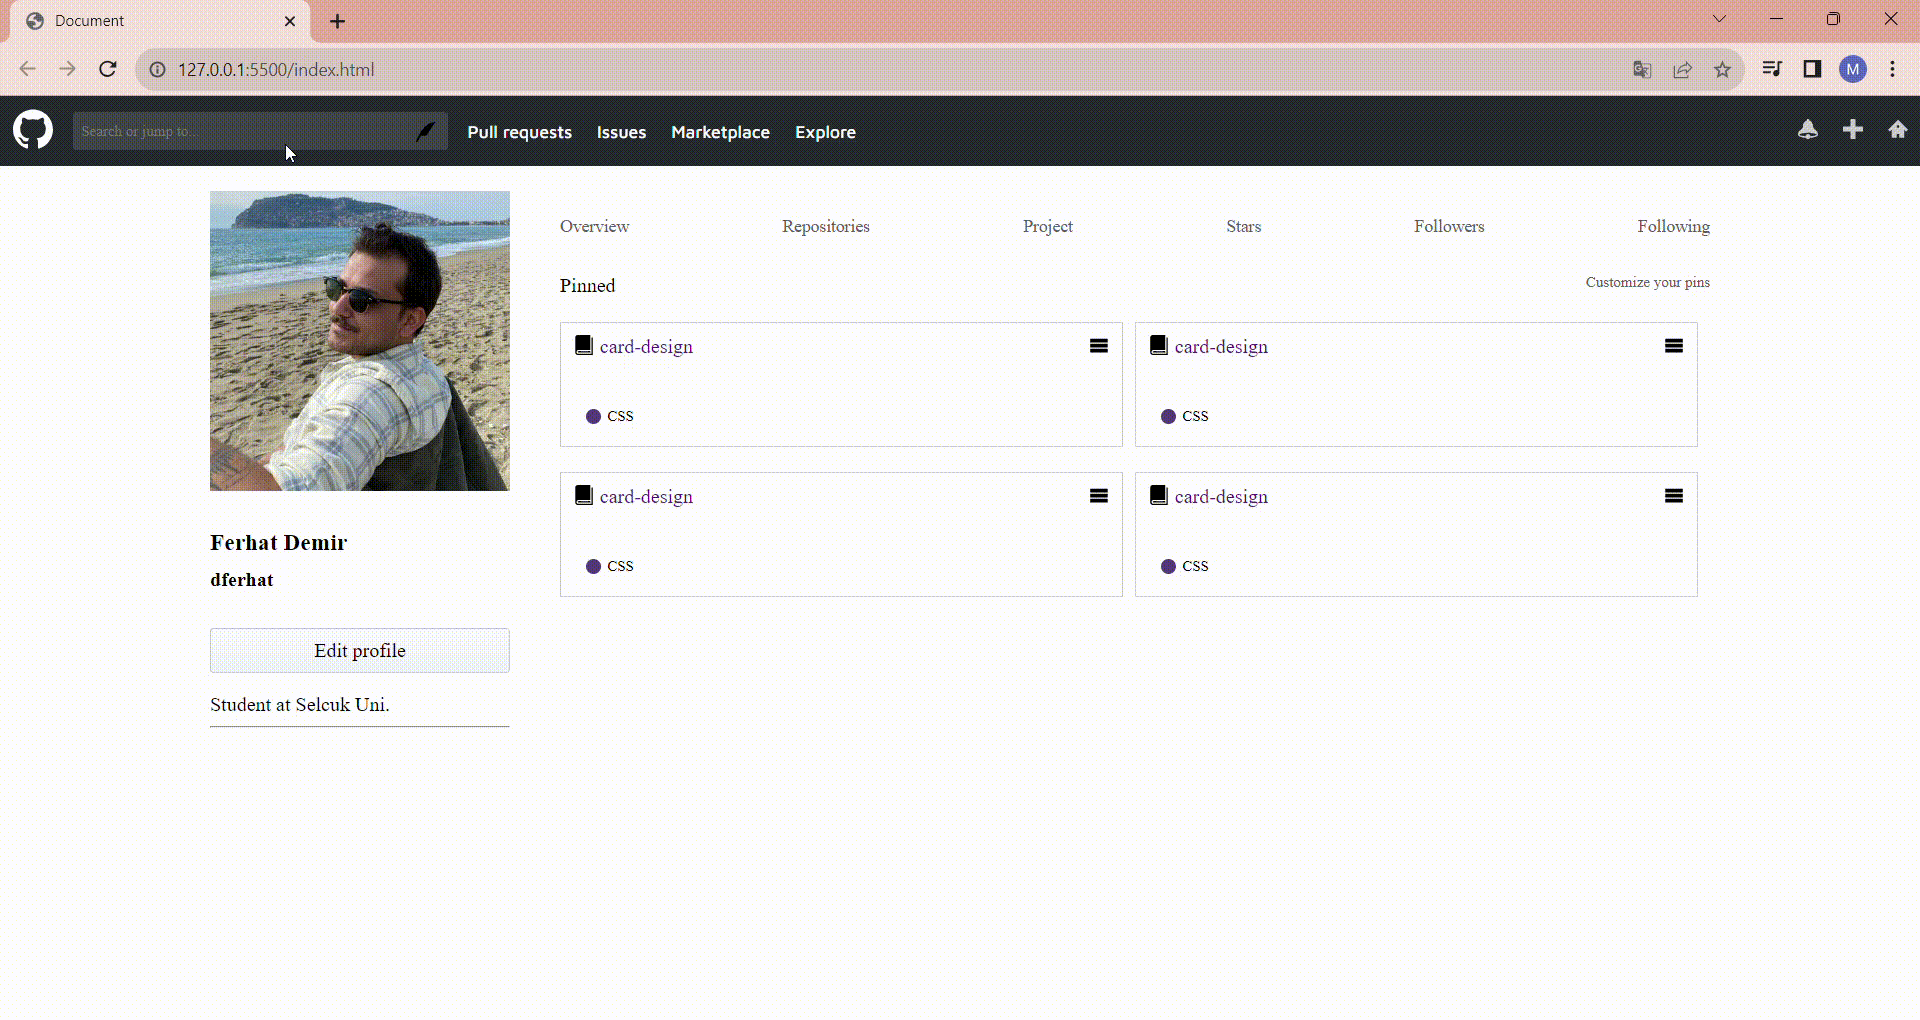 Document
127.0.0.1:5500/index.html
M
Search or jump to...
Pull requests Issues Marketplace Explore
Overview Repositories Project Stars Followers Following
Pinned Customize your pins
card-design card-design
CSS CSS
card-design card-design
CSS CSS
Ferhat Demir
dferhat
Edit profile
Student at Selcuk Uni.